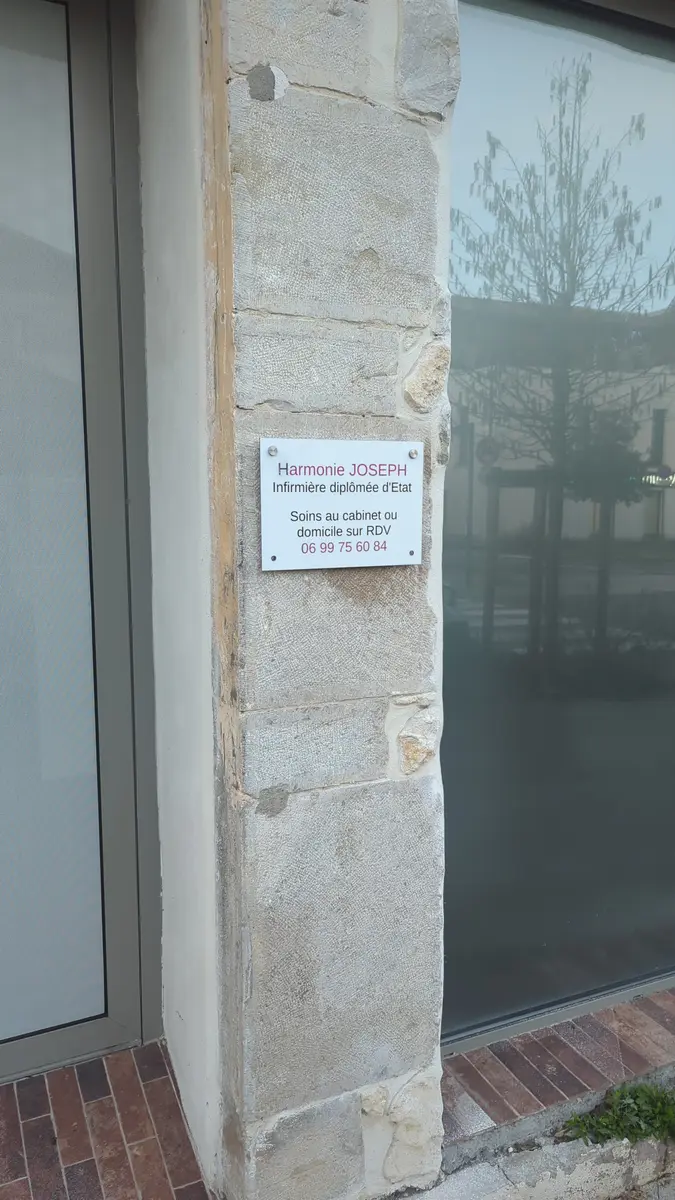 Harmonie JOSEPH
Infirmière diplômée d'Etat
Soins au cabinet ou
domicile sur RDV
06 99 75 60 84